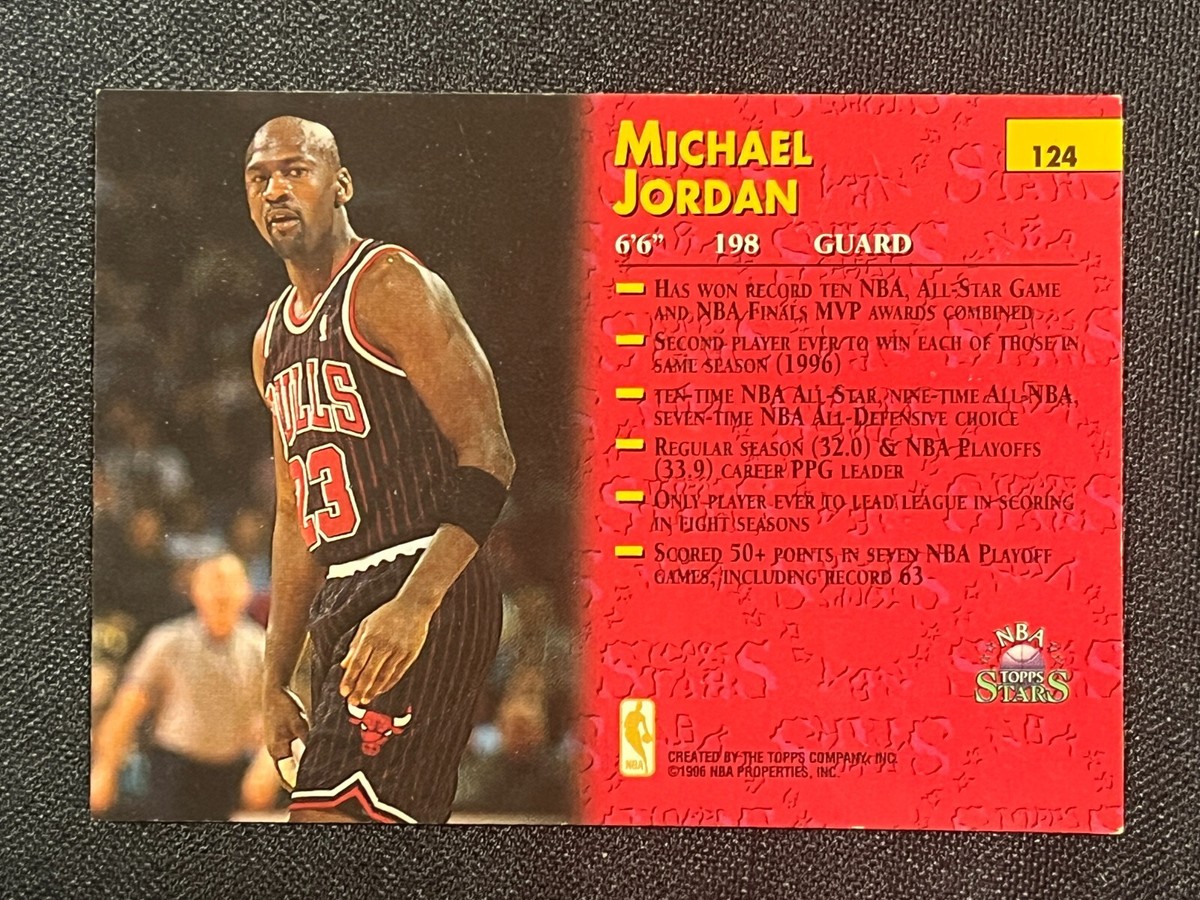 BULLS
23
MICHAEL
JORDAN
124
6'6" 198 GUARD
HAS WON RECORD TEN NBA, ALL-STAR GAME
AND NBA FINALS MVP AWARDS COMBINED
SECOND PLAYER EVER TO WIN EACH OF THOSE IN
SAME SEASON (1996)
TEN-TIME NBA ALL-STAR, NINE-TIME ALL-NBA,
SEVEN-TIME NBA ALL-DEFENSIVE CHOICE
REGULAR SEASON (32.0) & NBA PLAYOFFS
(33.9) CAREER PPG LEADER
ONLY PLAYER EVER TO LEAD LEAGUE IN SCORING
IN EIGHT SEASONS
SCORED 50+ POINTS IN SEVEN NBA PLAYOFF
GAMES, INCLUDING RECORD 63
NBA
TOPPS
STARS
NBA
CREATED BY THE TOPPS COMPANY, INC.
©1996 NBA PROPERTIES, INC.